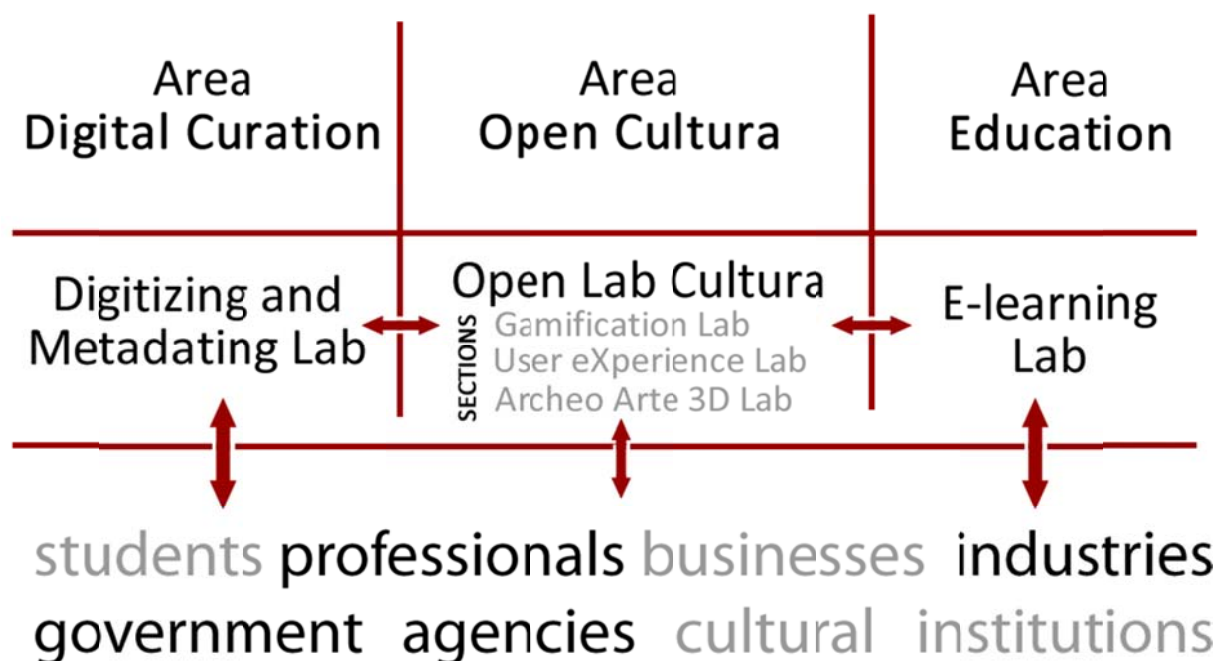 Area
Digital Curation
Area
Open Cultura
Area
Education
Digitizing and
Metadating Lab
Open Lab Cultura
SECTIONS
Gamification Lab
User eXperience Lab
Archeo Arte 3D Lab
E-learning
Lab
students professionals businesses industries
government agencies cultural institutions